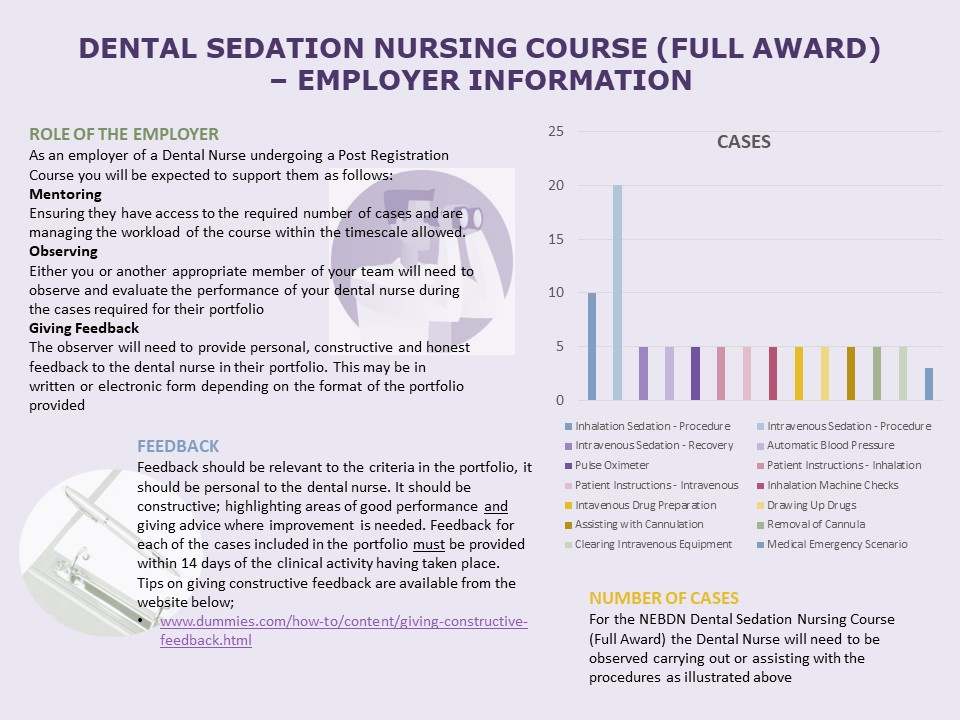 DENTAL SEDATION NURSING COURSE (FULL AWARD)
– EMPLOYER INFORMATION
ROLE OF THE EMPLOYER
As an employer of a Dental Nurse undergoing a Post Registration
Course you will be expected to support them as follows:
Mentoring
Ensuring they have access to the required number of cases and are
managing the workload of the course within the timescale allowed.
Observing
Either you or another appropriate member of your team will need to
observe and evaluate the performance of your dental nurse during
the cases required for their portfolio
Giving Feedback
The observer will need to provide personal, constructive and honest
feedback to the dental nurse in their portfolio. This may be in
written or electronic form depending on the format of the portfolio
provided
FEEDBACK
Feedback should be relevant to the criteria in the portfolio, it
should be personal to the dental nurse. It should be
constructive; highlighting areas of good performance and
giving advice where improvement is needed. Feedback for
each of the cases included in the portfolio must be provided
within 14 days of the clinical activity having taken place.
Tips on giving constructive feedback are available from the
website below;
• www.dummies.com/how-to/content/giving-constructive-
feedback.html
CASES
25
20
15
10
5
0
Inhalation Sedation - Procedure Intravenous Sedation - Procedure
Intravenous Sedation - Recovery Automatic Blood Pressure
Pulse Oximeter Patient Instructions - Inhalation
Patient Instructions - Intravenous Inhalation Machine Checks
Intavenous Drug Preparation Drawing Up Drugs
Assisting with Cannulation Removal of Cannula
Clearing Intravenous Equipment Medical Emergency Scenario
NUMBER OF CASES
For the NEBDN Dental Sedation Nursing Course
(Full Award) the Dental Nurse will need to be
observed carrying out or assisting with the
procedures as illustrated above